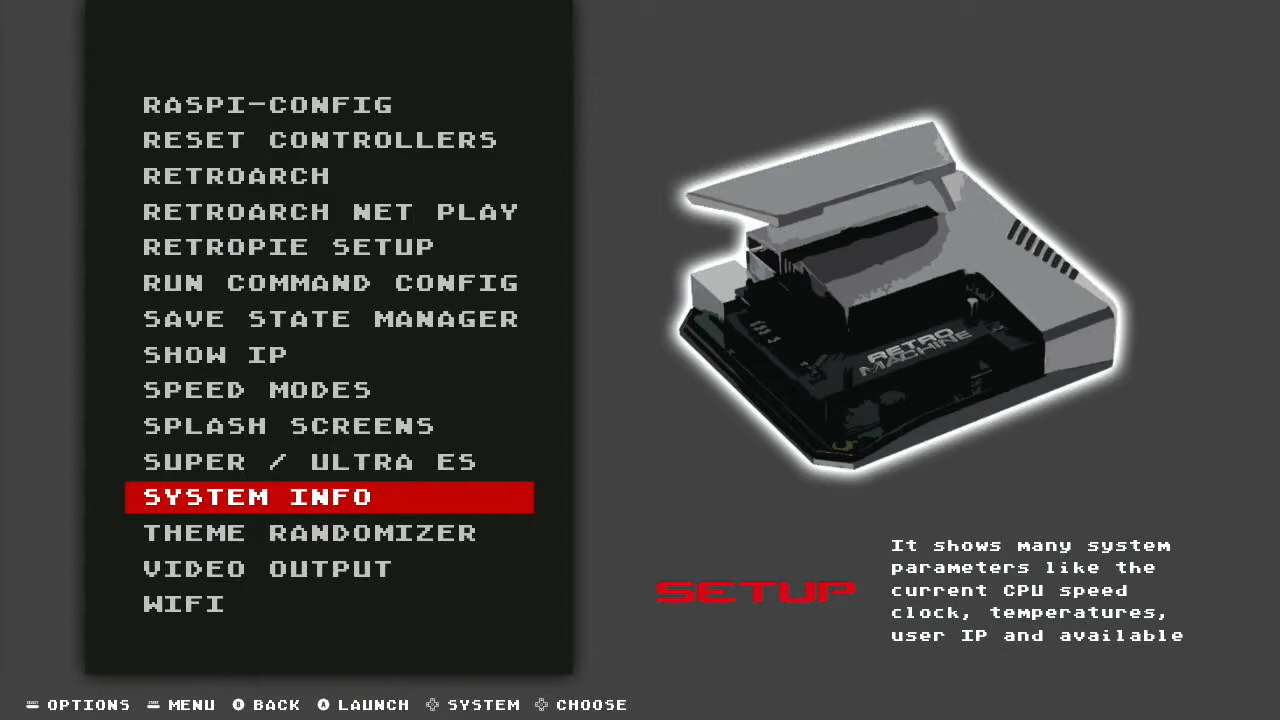 RASPI-CONFIG
RESET CONTROLLERS
RETROARCH
RETROARCH NET PLAY
RETROPIE SETUP
RUN COMMAND CONFIG
SAVE STATE MANAGER
SHOW IP
SPEED MODES
SPLASH SCREENS
SUPER / ULTRA ES
SYSTEM INFO
THEME RANDOMIZER
VIDEO OUTPUT
WIFI
RETRO
MACHINE
SETUP
It shows many system
parameters like the
current CPU speed
clock, temperatures,
user IP and available
SELECT OPTIONS START MENU B BACK A LAUNCH SYSTEM CHOOSE